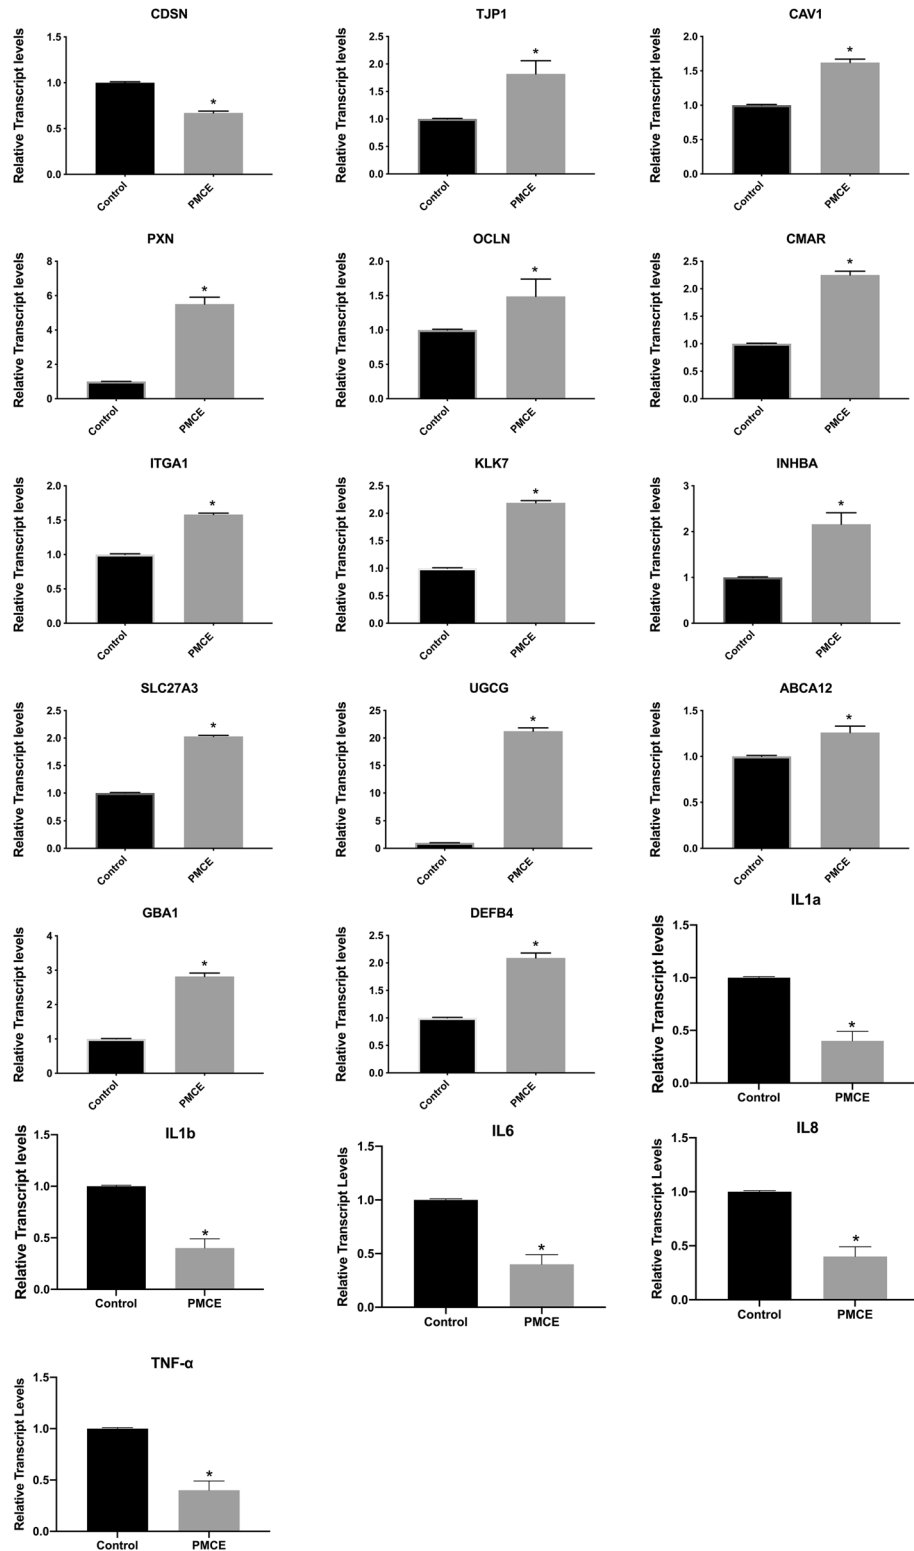 CDSN
Relative Transcript levels
1.5
1.0
0.5
0.0
Control
PMCE
*
TJP1
Relative Transcript levels
2.5
2.0
1.5
1.0
0.5
0.0
Control
PMCE
*
CAV1
Relative Transcript levels
2.0
1.5
1.0
0.5
0.0
Control
PMCE
*
PXN
Relative Transcript levels
8
6
4
2
0
Control
PMCE
*
OCLN
Relative Transcript levels
2.0
1.5
1.0
0.5
0.0
Control
PMCE
*
CMAR
Relative Transcript levels
2.5
2.0
1.5
1.0
0.5
0.0
Control
PMCE
*
ITGA1
Relative Transcript levels
2.0
1.5
1.0
0.5
0.0
Control
PMCE
*
KLK7
Relative Transcript levels
2.5
2.0
1.5
1.0
0.5
0.0
Control
PMCE
*
INHBA
Relative Transcript levels
3
2
1
0
Control
PMCE
*
SLC27A3
Relative Transcript levels
2.5
2.0
1.5
1.0
0.5
0.0
Control
PMCE
*
UGCG
Relative Transcript levels
25
20
15
10
5
0
Control
PMCE
*
ABCA12
Relative Transcript levels
1.5
1.0
0.5
0.0
Control
PMCE
*
GBA1
Relative Transcript levels
4
3
2
1
0
Control
PMCE
*
DEFB4
Relative Transcript levels
2.5
2.0
1.5
1.0
0.5
0.0
Control
PMCE
*
IL1a
Relative Transcript levels
1.5
1.0
0.5
0.0
Control
PMCE
*
IL1b
Relative Transcript Levels
1.5
1.0
0.5
0.0
Control
PMCE
*
IL6
Relative Transcript Levels
1.5
1.0
0.5
0.0
Control
PMCE
*
IL8
Relative Transcript Levels
1.5
1.0
0.5
0.0
Control
PMCE
*
TNF-α
Relative Transcript Levels
1.5
1.0
0.5
0.0
Control
PMCE
*